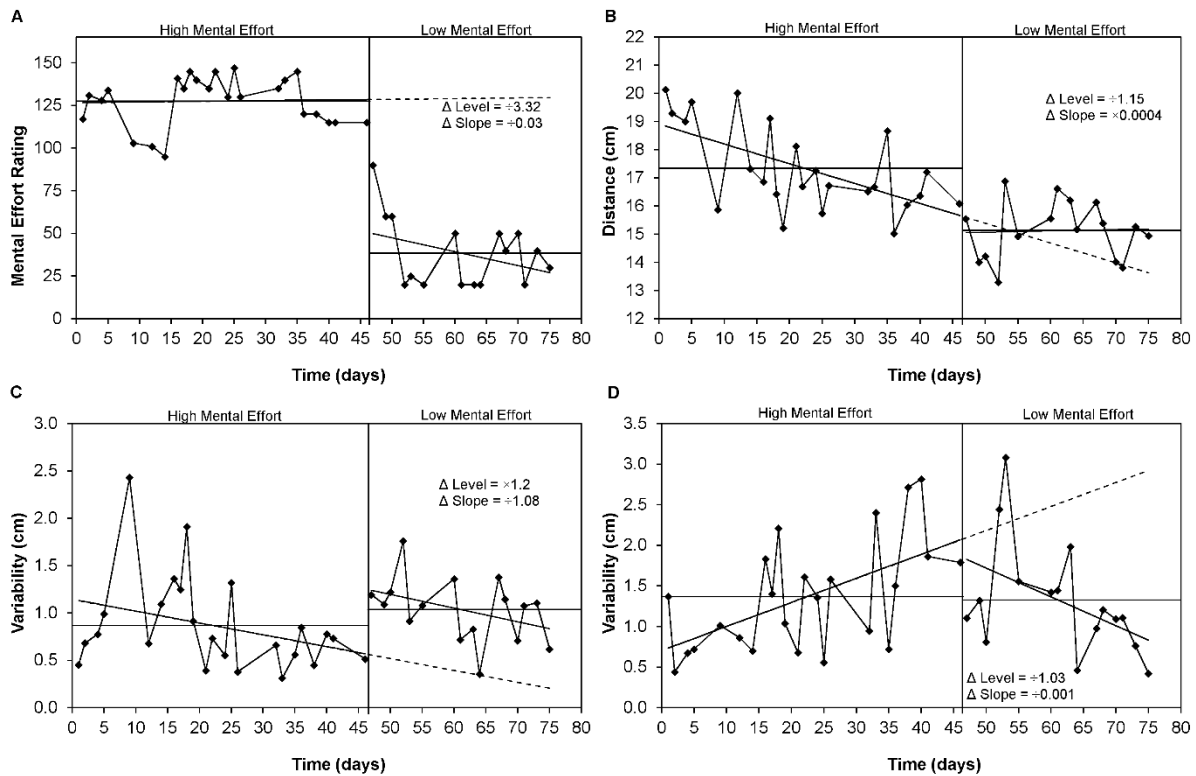 A
High Mental Effort
Low Mental Effort
150
125
100
75
50
25
0
Mental Effort Rating
Δ Level = ÷3.32
Δ Slope = ÷0.03
0 5 10 15 20 25 30 35 40 45 50 55 60 65 70 75 80
Time (days)
B
High Mental Effort
Low Mental Effort
22
21
20
19
18
17
16
15
14
13
12
Distance (cm)
Δ Level = ÷1.15
Δ Slope = ×0.0004
0 5 10 15 20 25 30 35 40 45 50 55 60 65 70 75 80
Time (days)
C
High Mental Effort
Low Mental Effort
3.0
2.5
2.0
1.5
1.0
0.5
0.0
Variability (cm)
Δ Level = ×1.2
Δ Slope = ÷1.08
0 5 10 15 20 25 30 35 40 45 50 55 60 65 70 75 80
Time (days)
D
High Mental Effort
Low Mental Effort
3.5
3.0
2.5
2.0
1.5
1.0
0.5
0.0
Variability (cm)
Δ Level = ÷1.03
Δ Slope = ÷0.001
0 5 10 15 20 25 30 35 40 45 50 55 60 65 70 75 80
Time (days)